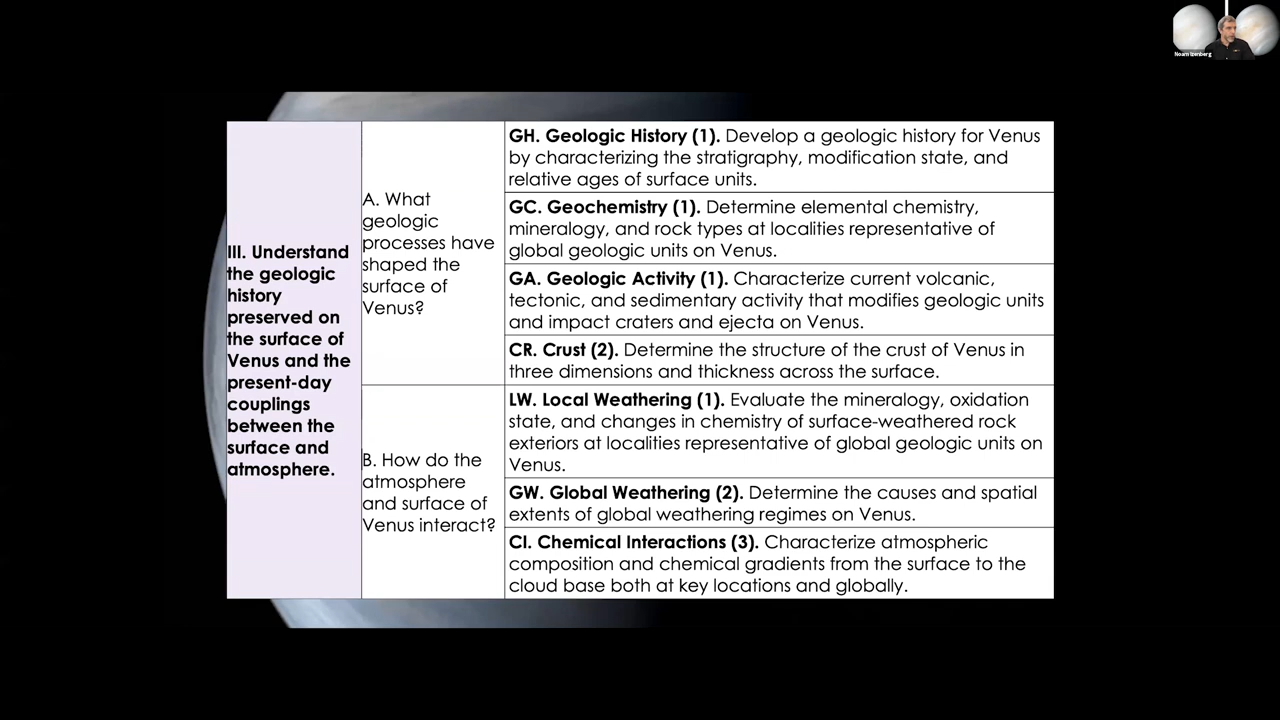 Noam Izenberg
III. Understand
the geologic
history
preserved on
the surface of
Venus and the
present-day
couplings
between the
surface and
atmosphere.
A. What
geologic
processes have
shaped the
surface of
Venus?
GH. Geologic History (1). Develop a geologic history for Venus
by characterizing the stratigraphy, modification state, and
relative ages of surface units.
GC. Geochemistry (1). Determine elemental chemistry,
mineralogy, and rock types at localities representative of
global geologic units on Venus.
GA. Geologic Activity (1). Characterize current volcanic,
tectonic, and sedimentary activity that modifies geologic units
and impact craters and ejecta on Venus.
CR. Crust (2). Determine the structure of the crust of Venus in
three dimensions and thickness across the surface.
B. How do the
atmosphere
and surface of
Venus interact?
LW. Local Weathering (1). Evaluate the mineralogy, oxidation
state, and changes in chemistry of surface-weathered rock
exteriors at localities representative of global geologic units on
Venus.
GW. Global Weathering (2). Determine the causes and spatial
extents of global weathering regimes on Venus.
CI. Chemical Interactions (3). Characterize atmospheric
composition and chemical gradients from the surface to the
cloud base both at key locations and globally.